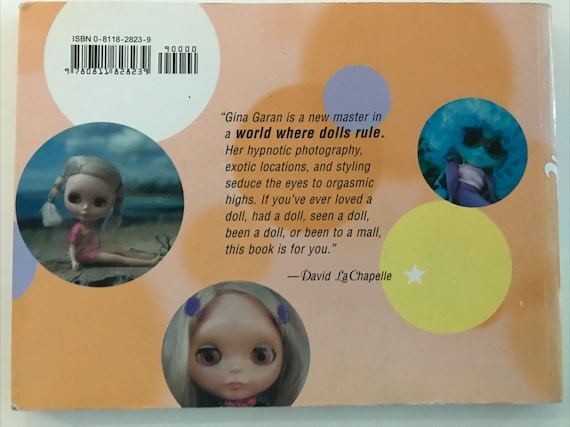 ISBN 0-8118-2823-9
90000
9 780811 828239
"Gina Garan is a new master in
a world where dolls rule.
Her hypnotic photography,
exotic locations, and styling
seduce the eyes to orgasmic
highs. If you've ever loved a
doll, had a doll, seen a doll,
been a doll, or been to a mall,
this book is for you."
—David LaChapelle